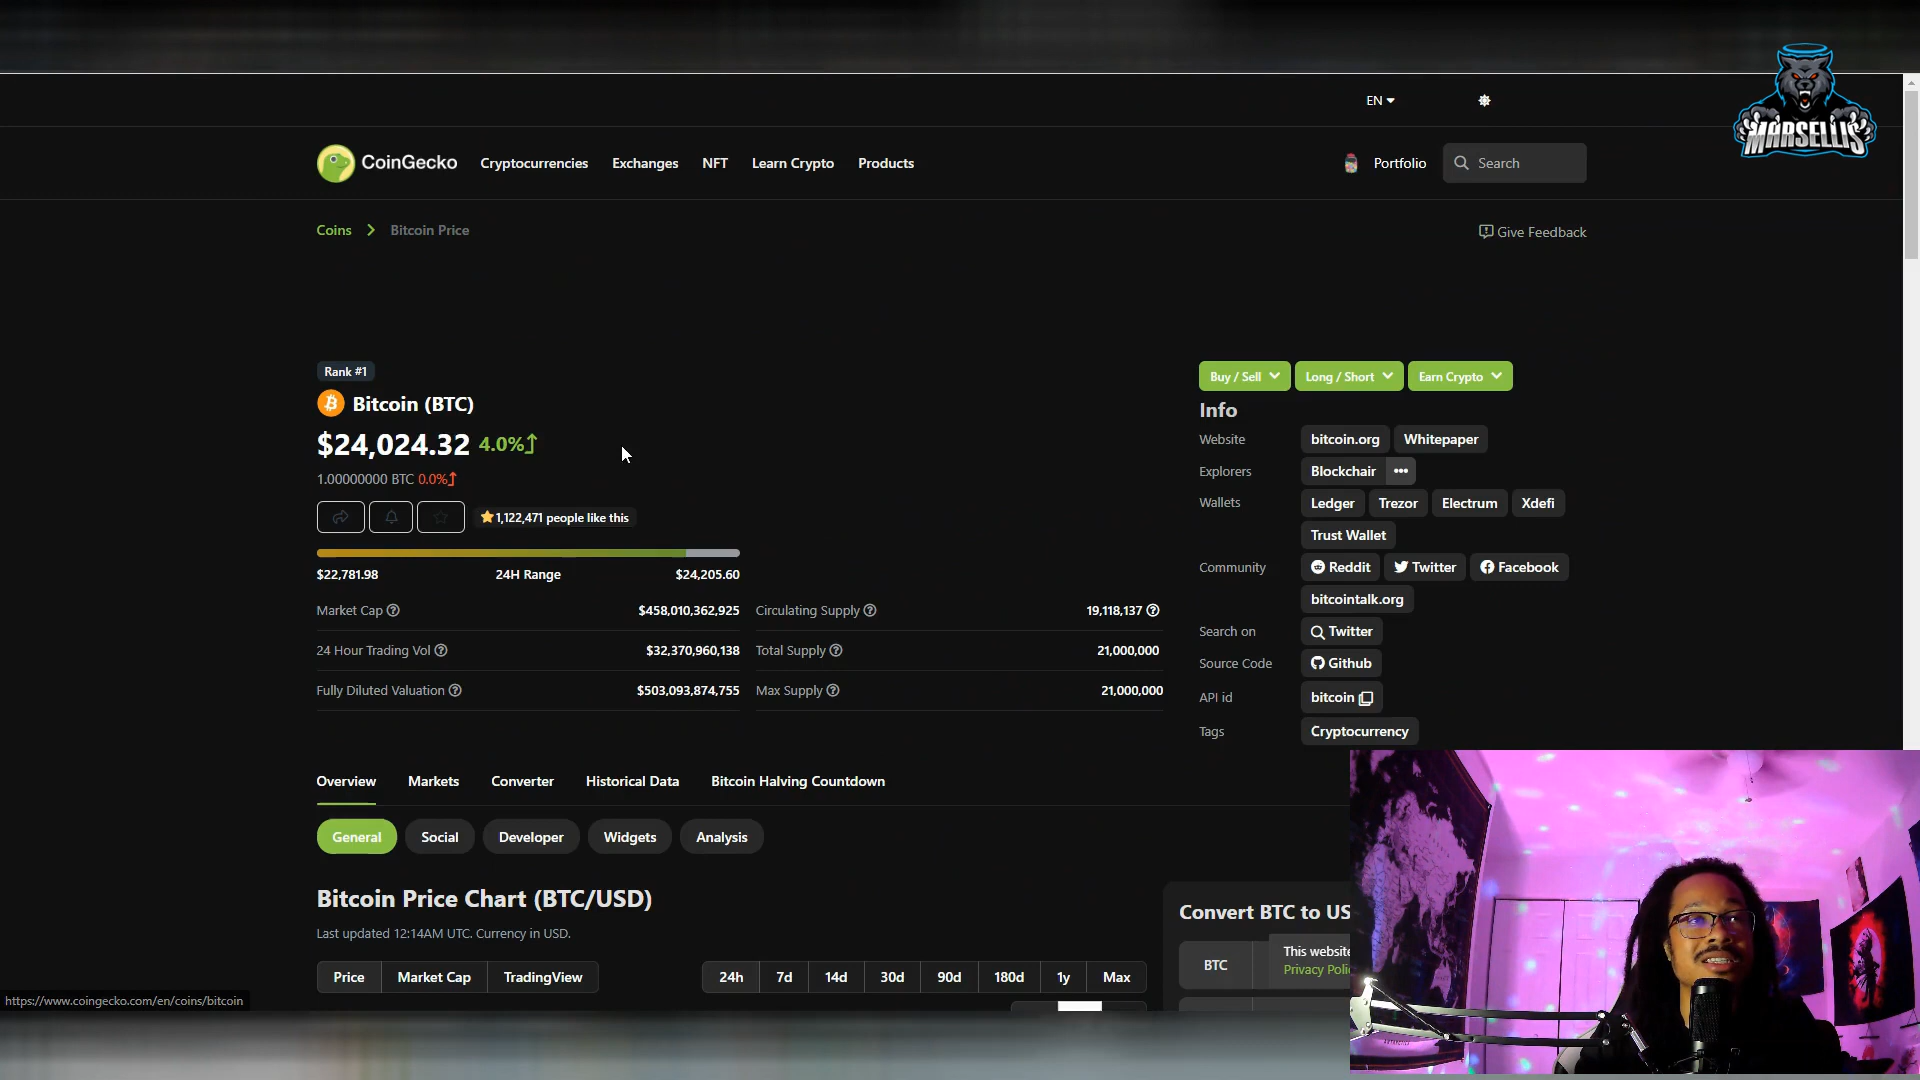 EN
MARSELLIS
CoinGecko Cryptocurrencies Exchanges NFT Learn Crypto Products Portfolio Search
Coins > Bitcoin Price
Give Feedback
Rank #1
Bitcoin (BTC)
$24,024.32 4.0%
1.00000000 BTC 0.0%
1,122,471 people like this
$22,781.98 24H Range $24,205.60
Market Cap $458,010,362,925
Circulating Supply 19,118,137
24 Hour Trading Vol $32,370,960,138
Total Supply 21,000,000
Fully Diluted Valuation $503,093,874,755
Max Supply 21,000,000
Buy / Sell Long / Short Earn Crypto
Info
Website bitcoin.org Whitepaper
Explorers Blockchair •••
Wallets Ledger Trezor Electrum Xdefi
Trust Wallet
Community Reddit Twitter Facebook
bitcointalk.org
Search on Twitter
Source Code Github
API id bitcoin
Tags Cryptocurrency
Overview Markets Converter Historical Data Bitcoin Halving Countdown
General Social Developer Widgets Analysis
Bitcoin Price Chart (BTC/USD)
Last updated 12:14AM UTC. Currency in USD.
Price Market Cap TradingView
24h 7d 14d 30d 90d 180d 1y Max
Convert BTC to US
BTC
This website
Privacy Poli
https://www.coingecko.com/en/coins/bitcoin